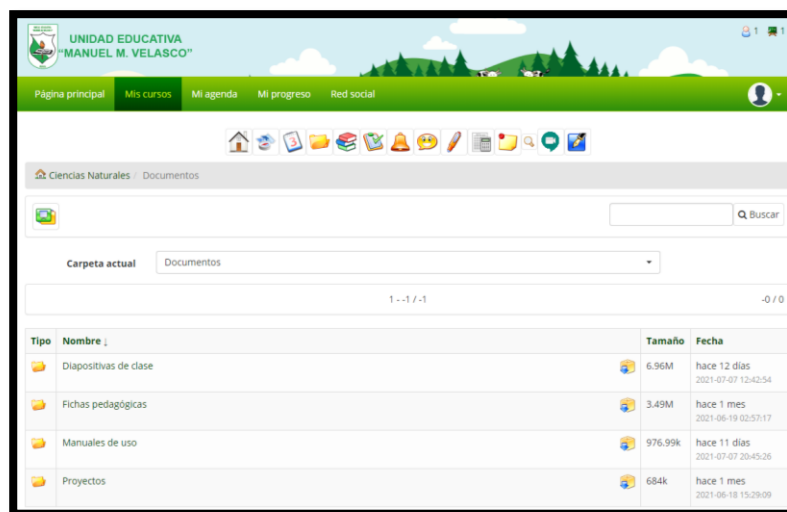 UNIDAD EDUCATIVA
"MANUEL M. VELASCO"
1 1
Página principal Mis cursos Mi agenda Mi progreso Red social
3
Ciencias Naturales / Documentos
Buscar
Carpeta actual Documentos
1 - -1 / -1 -0 / 0
Tipo Nombre ↓ Tamaño Fecha
Diapositivas de clase 6.96M hace 12 días
2021-07-07 12:42:54
Fichas pedagógicas 3.49M hace 1 mes
2021-06-19 02:57:17
Manuales de uso 976.99k hace 11 días
2021-07-07 20:45:26
Proyectos 684k hace 1 mes
2021-06-18 15:29:09